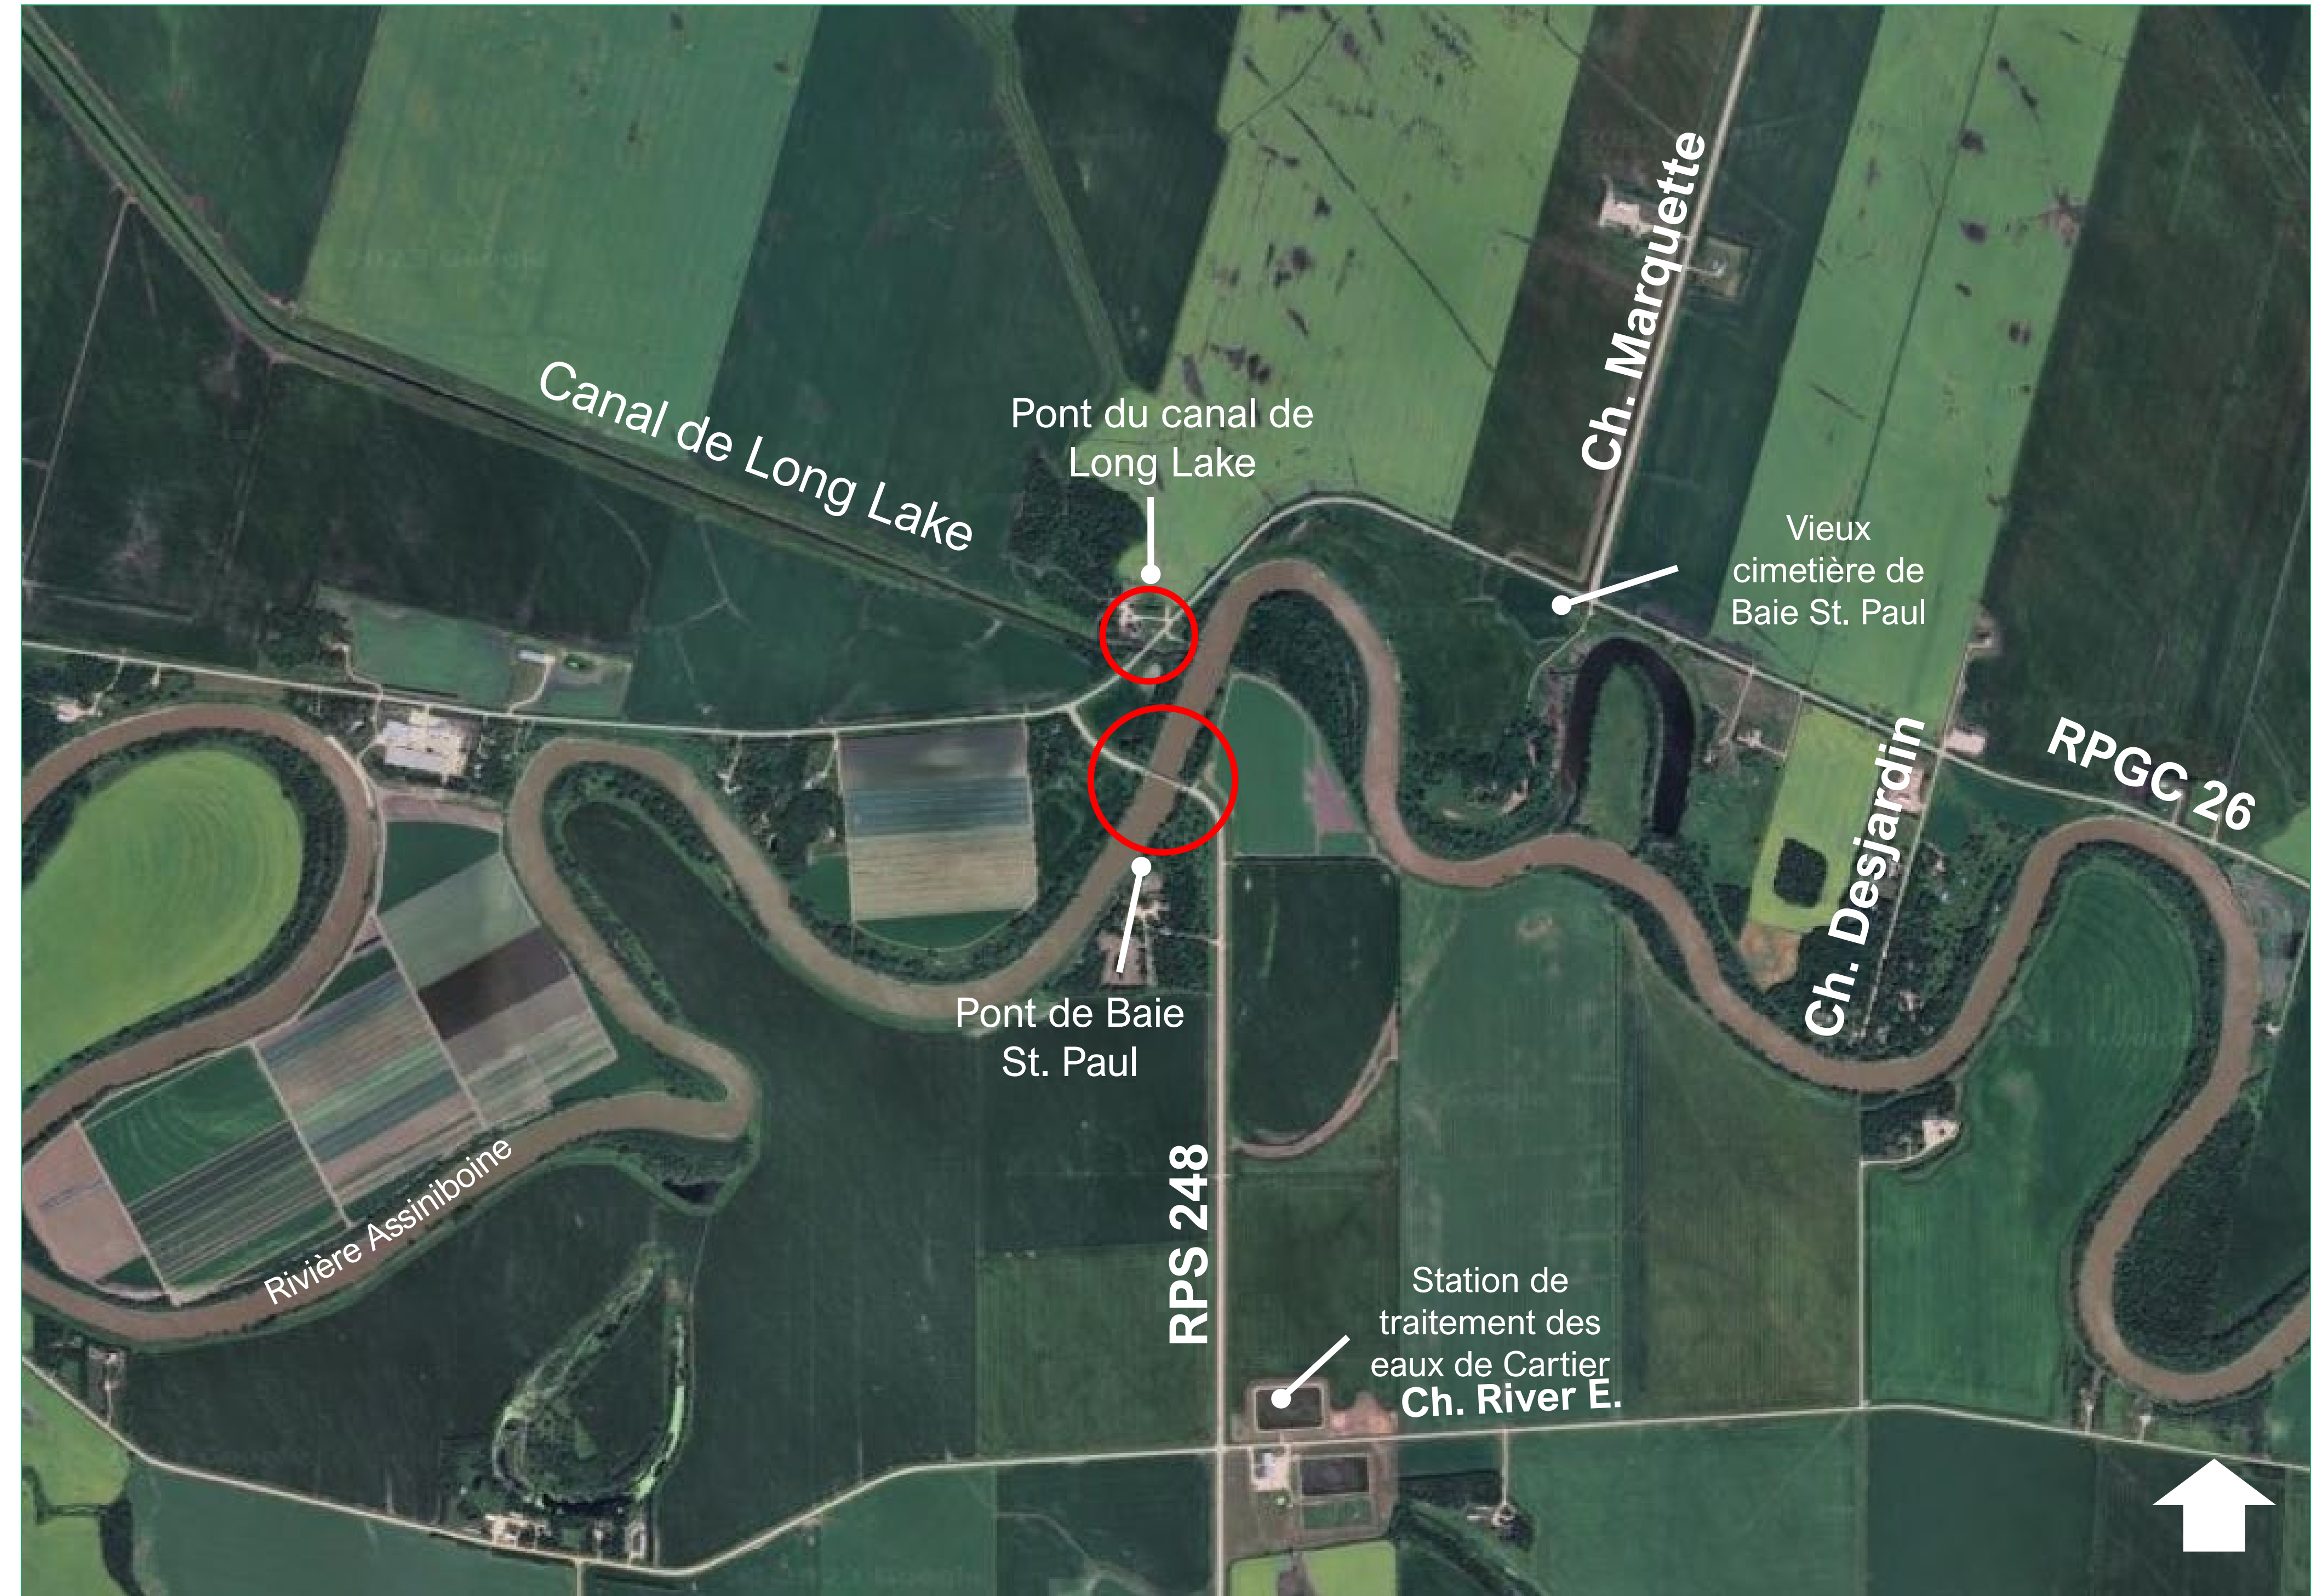 Ch. Marquette
Canal de Long Lake
Pont du canal de
Long Lake
Vieux
cimetière de
Baie St. Paul
RPGC 26
Ch. Desjardin
Pont de Baie
St. Paul
Rivière Assiniboine
RPS 248
Station de
traitement des
eaux de Cartier
Ch. River E.